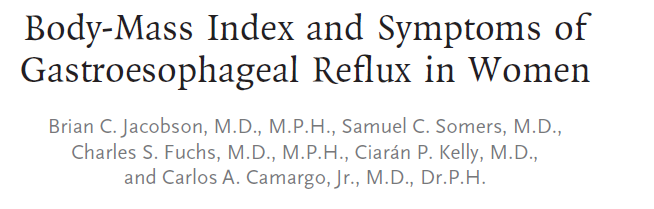 Body-Mass Index and Symptoms of
Gastroesophageal Reflux in Women
Brian C. Jacobson, M.D., M.P.H., Samuel C. Somers, M.D.,
Charles S. Fuchs, M.D., M.P.H., Ciarán P. Kelly, M.D.,
and Carlos A. Camargo, Jr., M.D., Dr.P.H.